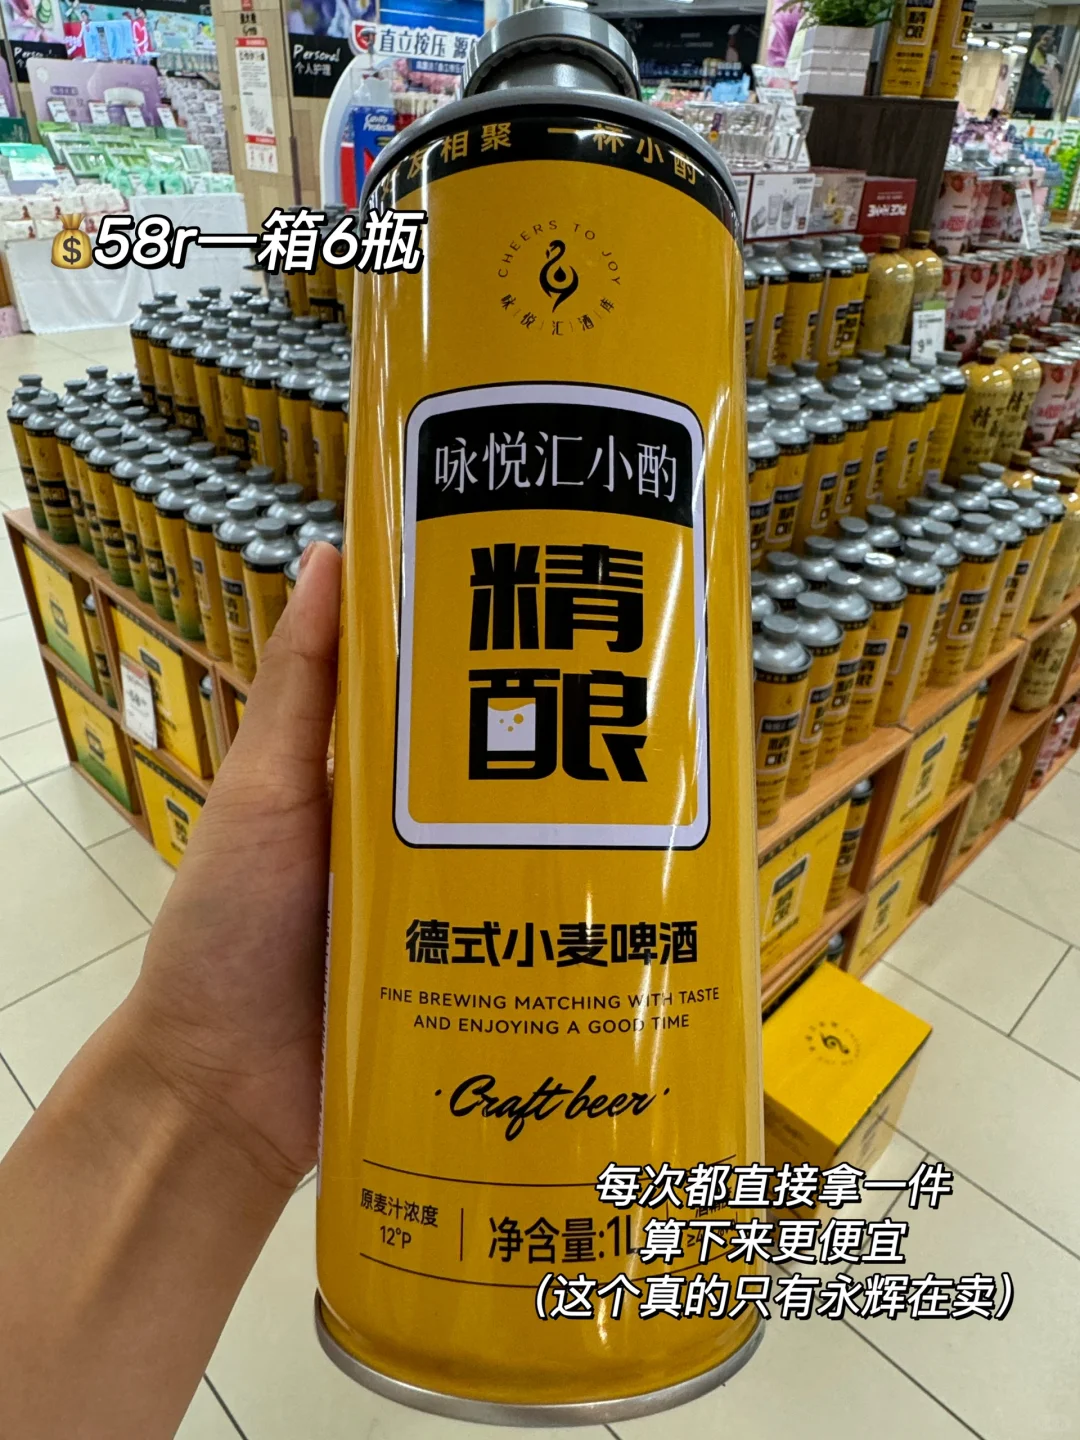 Personal
个人护理
直立按压
Cavity
Protection
友相聚 一杯小酌
💰58r一箱6瓶
CHEERS TO JOY
咏悦汇酒库
咏悦汇小酌
精
酿
德式小麦啤酒
FINE BREWING MATCHING WITH TASTE
AND ENJOYING A GOOD TIME
·Craft beer·
原麦汁浓度
12°P
净含量:1L
每次都直接拿一件
算下来更便宜
（这个真的只有永辉在卖）